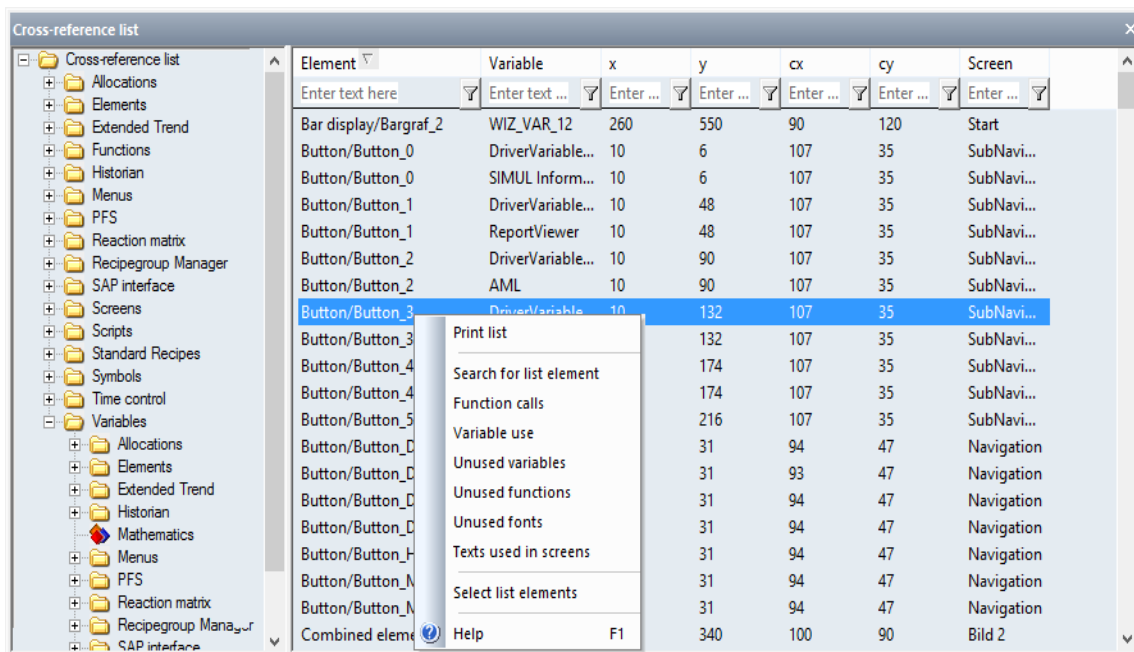 Cross-reference list
Cross-reference list
Allocations
Elements
Extended Trend
Functions
Historian
Menus
PFS
Reaction matrix
Recipegroup Manager
SAP interface
Screens
Scripts
Standard Recipes
Symbols
Time control
Variables
Allocations
Elements
Extended Trend
Historian
Mathematics
Menus
PFS
Reaction matrix
Recipegroup Manager
SAP interface
Element Variable x y cx cy Screen
Enter text here Enter text ... Enter ... Enter ... Enter ... Enter ... Enter ...
Bar display/Bargraf_2 WIZ_VAR_12 260 550 90 120 Start
Button/Button_0 DriverVariable... 10 6 107 35 SubNavi...
Button/Button_0 SIMUL Inform... 10 6 107 35 SubNavi...
Button/Button_1 DriverVariable... 10 48 107 35 SubNavi...
Button/Button_1 ReportViewer 10 48 107 35 SubNavi...
Button/Button_2 DriverVariable... 10 90 107 35 SubNavi...
Button/Button_2 AML 10 90 107 35 SubNavi...
Button/Button_3 DriverVariable... 10 132 107 35 SubNavi...
Button/Button_3 132 107 35 SubNavi...
Button/Button_4 174 107 35 SubNavi...
Button/Button_4 174 107 35 SubNavi...
Button/Button_5 216 107 35 SubNavi...
Button/Button_D 31 94 47 Navigation
Button/Button_D 31 93 47 Navigation
Button/Button_D 31 94 47 Navigation
Button/Button_D 31 94 47 Navigation
Button/Button_H 31 94 47 Navigation
Button/Button_N 31 94 47 Navigation
Button/Button_N 31 94 47 Navigation
Combined eleme 340 100 90 Bild 2
Print list
Search for list element
Function calls
Variable use
Unused variables
Unused functions
Unused fonts
Texts used in screens
Select list elements
Help F1